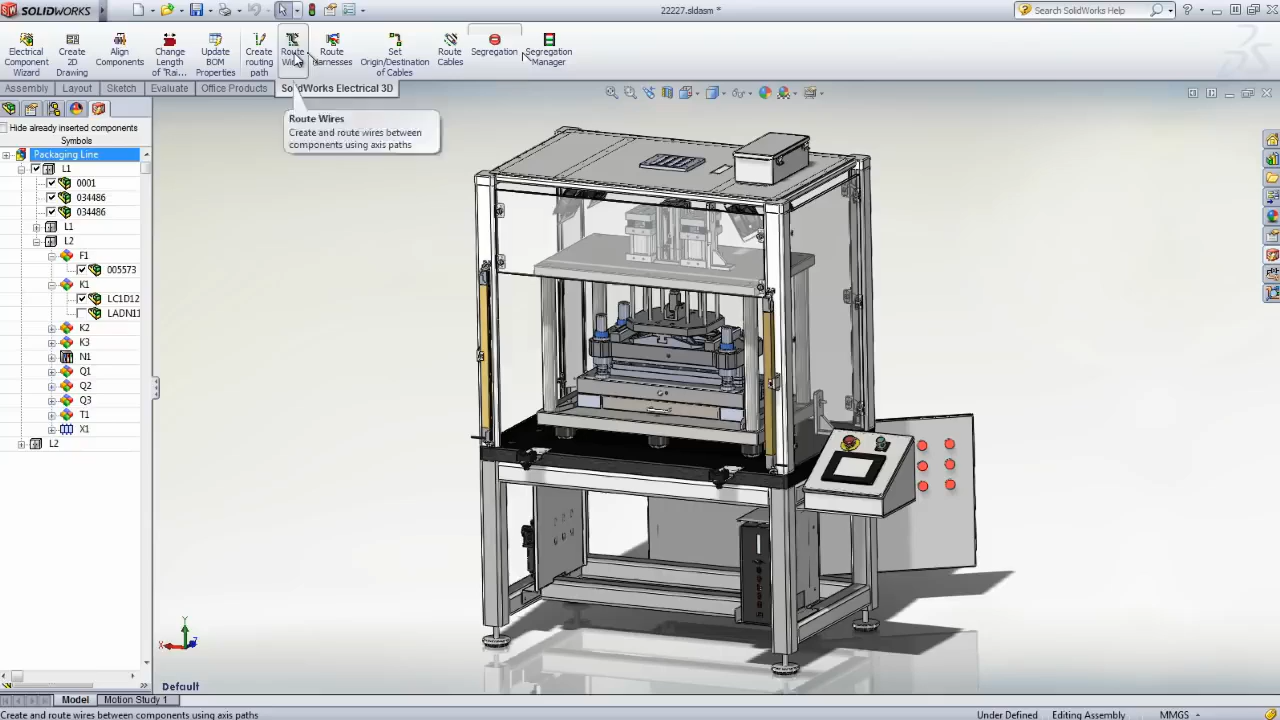 SOLIDWORKS
22227.sldasm *
Search SolidWorks Help
Electrical Component Wizard
Create 2D Drawing
Align Components
Change Length of "Rai...
Update BOM Properties
Create routing path
Route Wires
Route Harnesses
Set Origin/Destination of Cables
Route Cables
Segregation
Segregation Manager
Assembly
Layout
Sketch
Evaluate
Office Products
SolidWorks Electrical 3D
Route Wires
Create and route wires between
components using axis paths
Hide already inserted components
Symbols
Packaging Line
L1
0001
034486
034486
L1
L2
F1
005573
K1
LC1D12
LADN11
K2
K3
N1
Q1
Q2
Q3
T1
X1
L2
Y
X
Z
Default
Model
Motion Study 1
Create and route wires between components using axis paths
Under Defined
Editing Assembly
MMGS